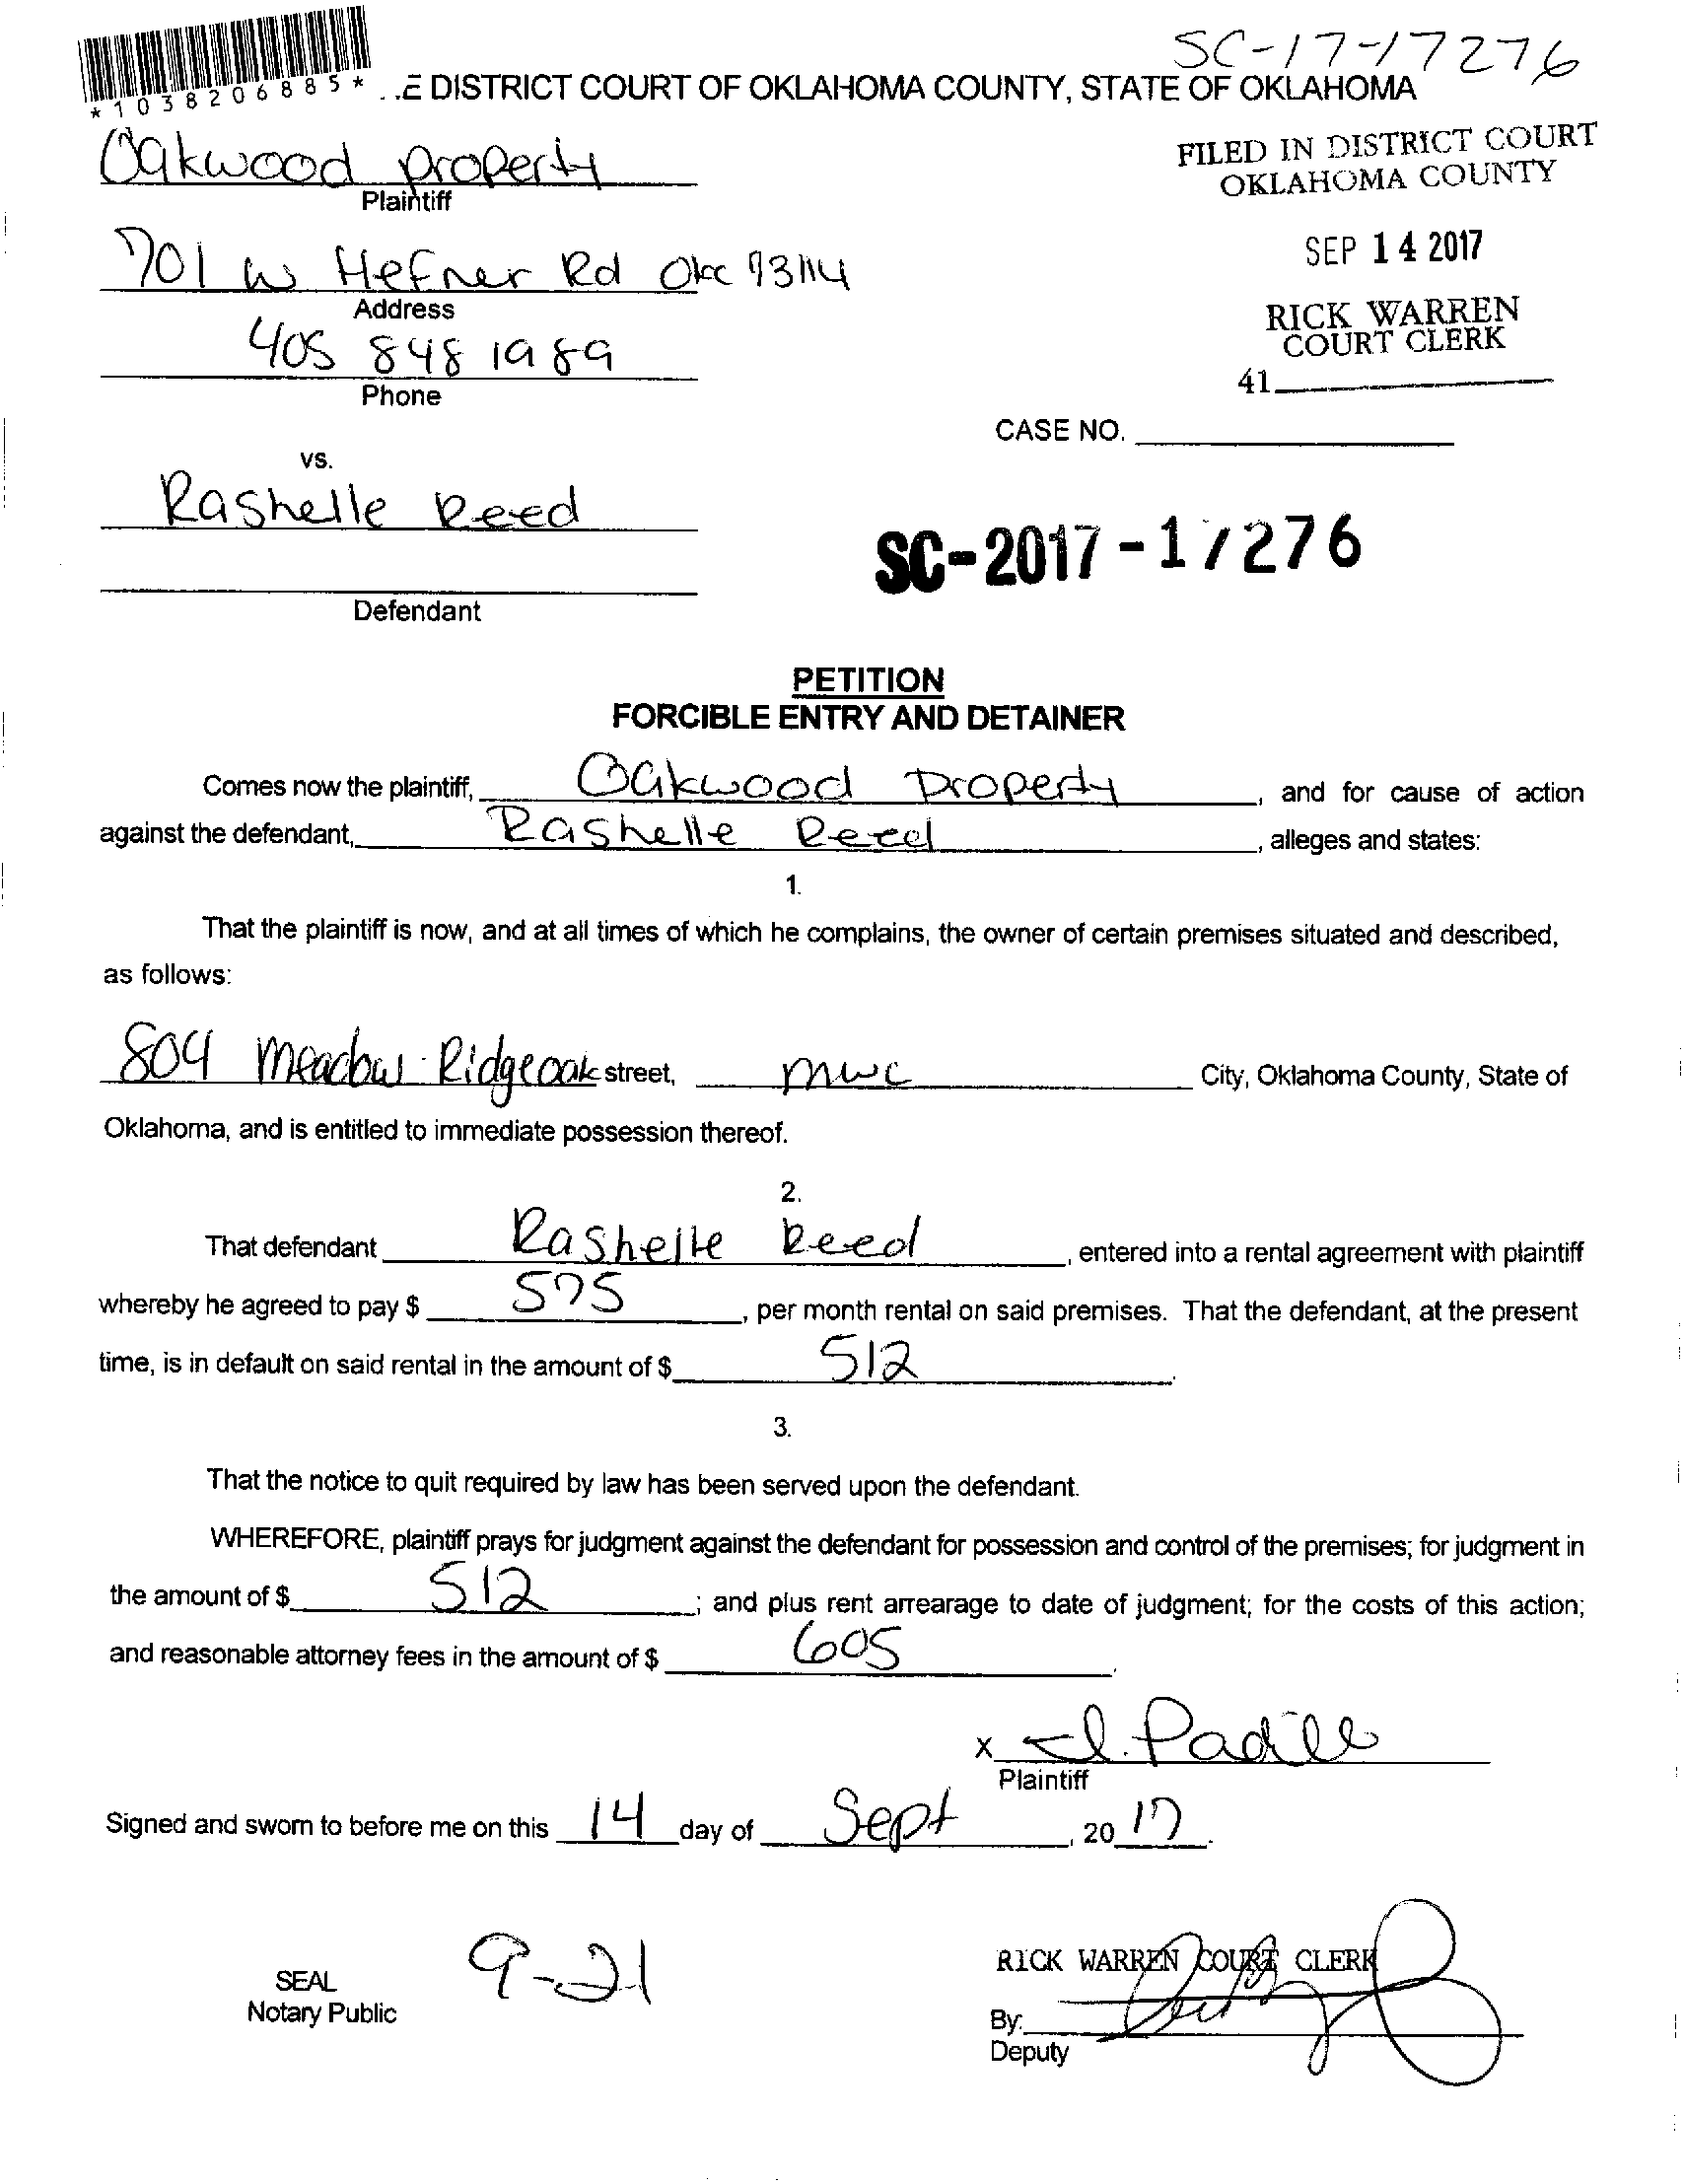 SC-17-17276
*1038206885* ..E DISTRICT COURT OF OKLAHOMA COUNTY, STATE OF OKLAHOMA
Oakwood property
Plaintiff
FILED IN DISTRICT COURT
OKLAHOMA COUNTY
701 W Hefner Rd Okc 73114
Address
SEP 14 2017
405 848 1989
Phone
RICK WARREN
COURT CLERK
41
CASE NO.
vs.
Rashelle Reed
SC-2017-17276
Defendant
PETITION
FORCIBLE ENTRY AND DETAINER
Comes now the plaintiff, Oakwood Property, and for cause of action
against the defendant, Rashelle Reed, alleges and states:
1.
That the plaintiff is now, and at all times of which he complains, the owner of certain premises situated and described,
as follows:
804 Meadow Ridgeoak street, mwc City, Oklahoma County, State of
Oklahoma, and is entitled to immediate possession thereof.
2.
That defendant Rashelle Reed, entered into a rental agreement with plaintiff
whereby he agreed to pay $ 575, per month rental on said premises. That the defendant, at the present
time, is in default on said rental in the amount of $ 512.
3.
That the notice to quit required by law has been served upon the defendant.
WHEREFORE, plaintiff prays for judgment against the defendant for possession and control of the premises; for judgment in
the amount of $ 512; and plus rent arrearage to date of judgment; for the costs of this action;
and reasonable attorney fees in the amount of $ 605.
x J. Padilla
Plaintiff
Signed and sworn to before me on this 14 day of Sept, 20 17.
9-21
SEAL
Notary Public
RICK WARREN COURT CLERK
By:
Deputy